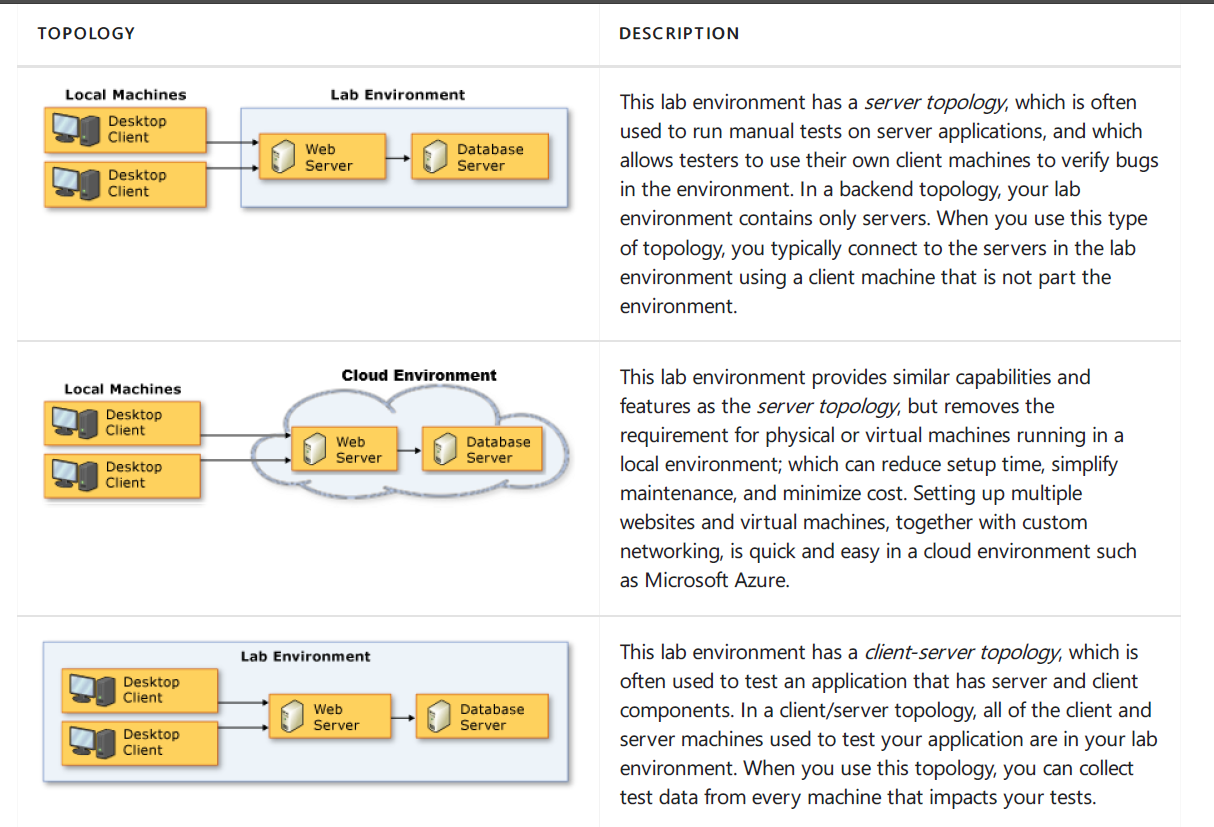 TOPOLOGY
DESCRIPTION
Local Machines
Lab Environment
Desktop
Client
Desktop
Client
Web
Server
Database
Server
This lab environment has a server topology, which is often
used to run manual tests on server applications, and which
allows testers to use their own client machines to verify bugs
in the environment. In a backend topology, your lab
environment contains only servers. When you use this type
of topology, you typically connect to the servers in the lab
environment using a client machine that is not part the
environment.
Local Machines
Cloud Environment
Desktop
Client
Desktop
Client
Web
Server
Database
Server
This lab environment provides similar capabilities and
features as the server topology, but removes the
requirement for physical or virtual machines running in a
local environment; which can reduce setup time, simplify
maintenance, and minimize cost. Setting up multiple
websites and virtual machines, together with custom
networking, is quick and easy in a cloud environment such
as Microsoft Azure.
Lab Environment
Desktop
Client
Desktop
Client
Web
Server
Database
Server
This lab environment has a client-server topology, which is
often used to test an application that has server and client
components. In a client/server topology, all of the client and
server machines used to test your application are in your lab
environment. When you use this topology, you can collect
test data from every machine that impacts your tests.